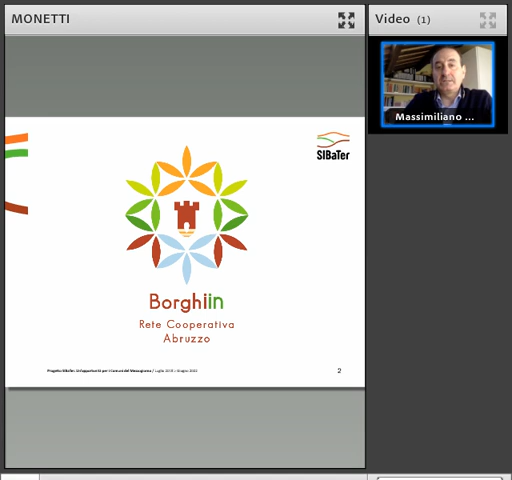 MONETTI
Video (1)
Massimiliano ...
SIBaTer
Borghiin
Rete Cooperativa
Abruzzo
2